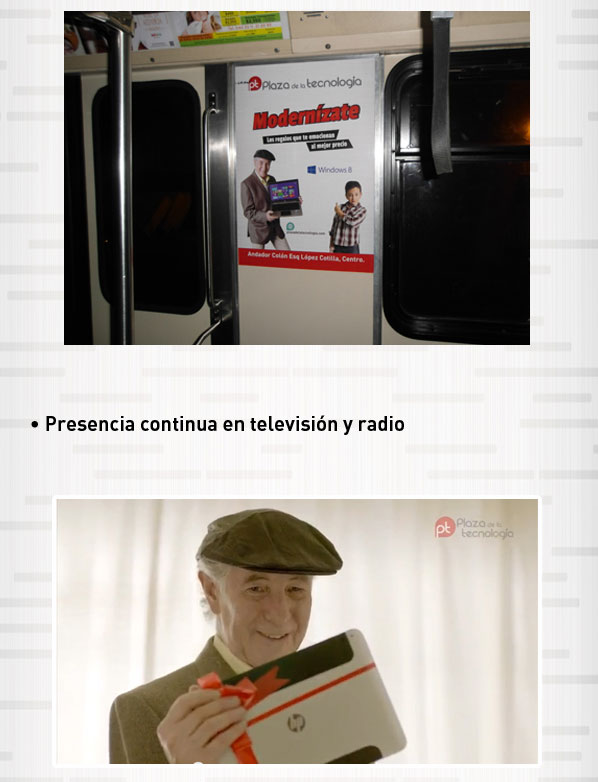 pt Plaza de la tecnología
Modernízate
Los regalos que te emocionan
al mejor precio
Windows 8
Andador Colón Esq López Cotilla, Centro.
• Presencia continua en televisión y radio
pt Plaza de la
tecnología
hp